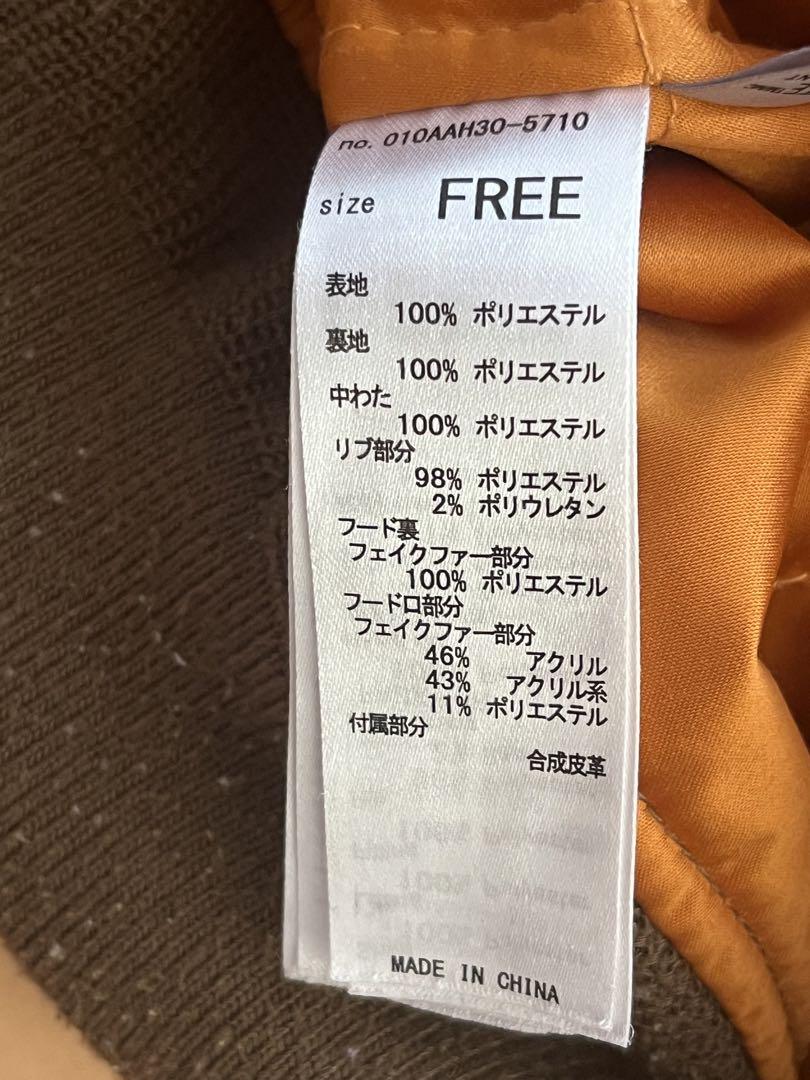 no. 010AAH30-5710
size FREE
表地
100% ポリエステル
裏地
100% ポリエステル
中わた
100% ポリエステル
リブ部分
98% ポリエステル
2% ポリウレタン
フード裏
フェイクファー部分
100% ポリエステル
フード口部分
フェイクファー部分
46% アクリル
43% アクリル系
11% ポリエステル
付属部分
合成皮革
MADE IN CHINA